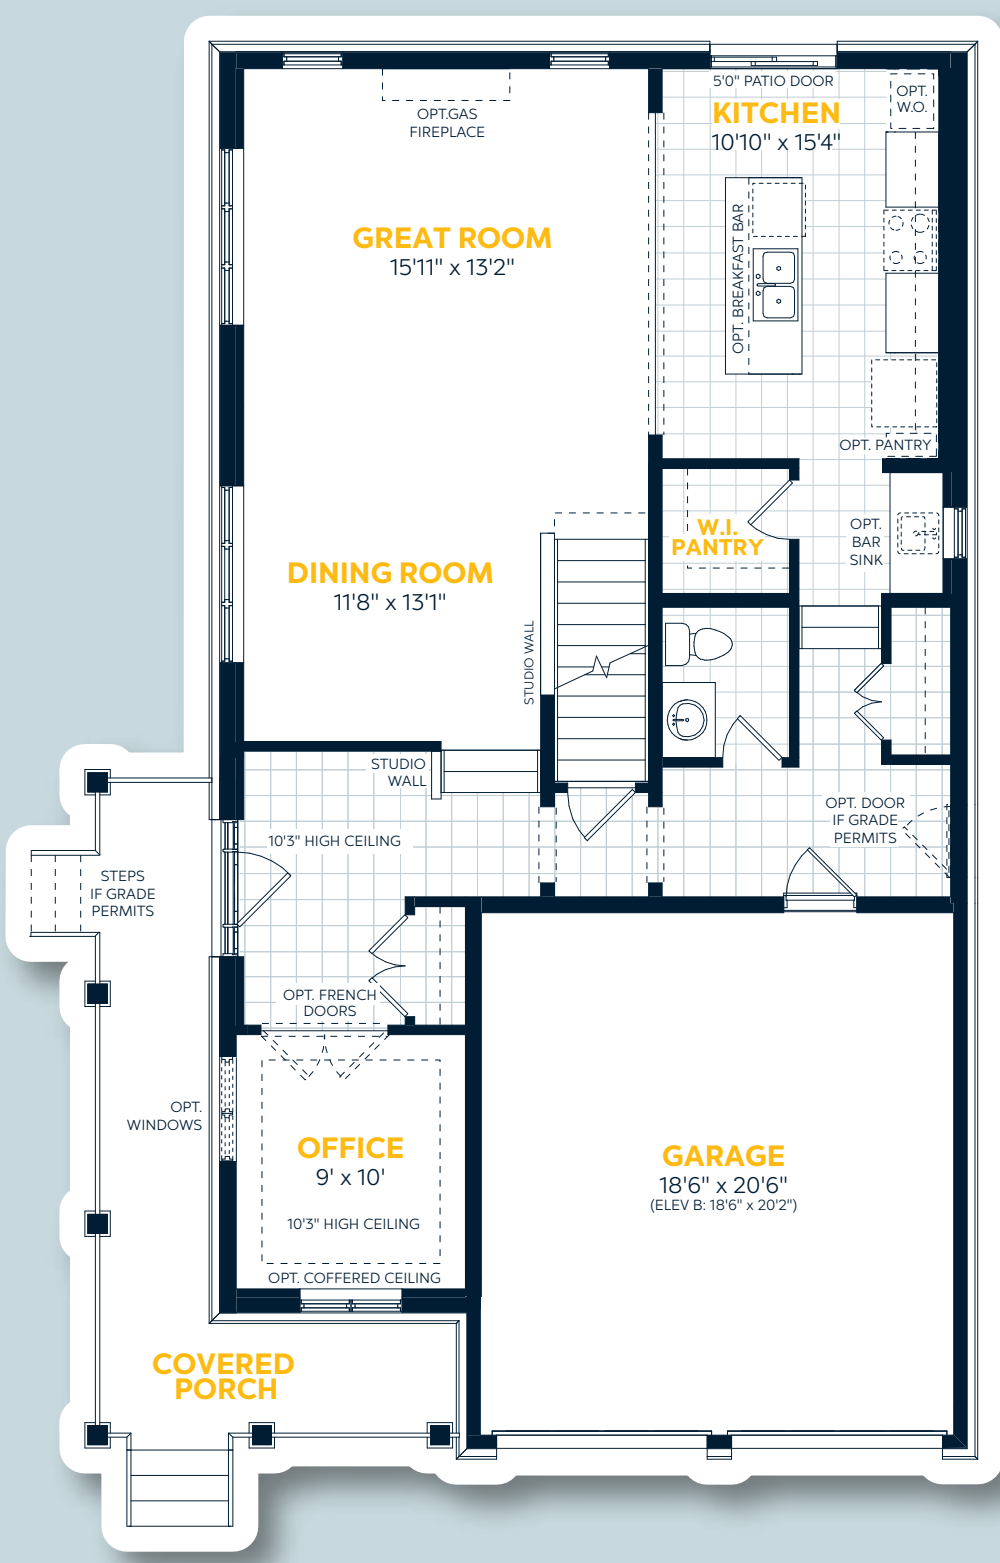 5'0" PATIO DOOR
KITCHEN
10'10" x 15'4"
OPT.
W.O.
OPT.GAS
FIREPLACE
GREAT ROOM
15'11" x 13'2"
OPT. BREAKFAST BAR
OPT. PANTRY
W.I.
PANTRY
OPT.
BAR
SINK
DINING ROOM
11'8" x 13'1"
STUDIO WALL
STUDIO
WALL
10'3" HIGH CEILING
OPT. DOOR
IF GRADE
PERMITS
STEPS
IF GRADE
PERMITS
OPT. FRENCH
DOORS
OPT.
WINDOWS
OFFICE
9' x 10'
10'3" HIGH CEILING
OPT. COFFERED CEILING
GARAGE
18'6" x 20'6"
(ELEV B: 18'6" x 20'2")
COVERED
PORCH